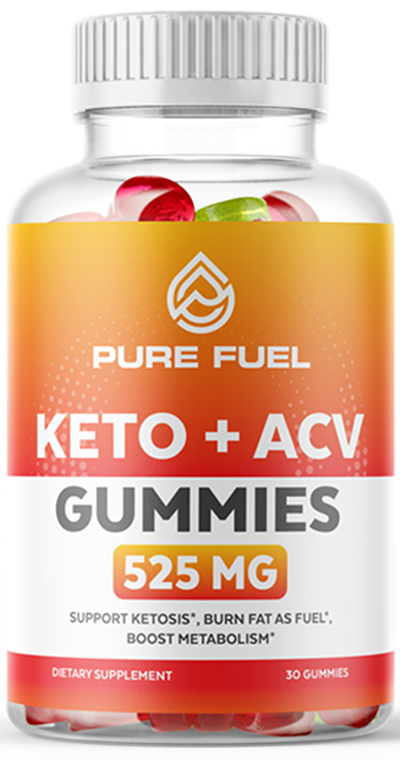 PURE FUEL
KETO + ACV
GUMMIES
525 MG
SUPPORT KETOSIS*, BURN FAT AS FUEL*,
BOOST METABOLISM*
DIETARY SUPPLEMENT 30 GUMMIES